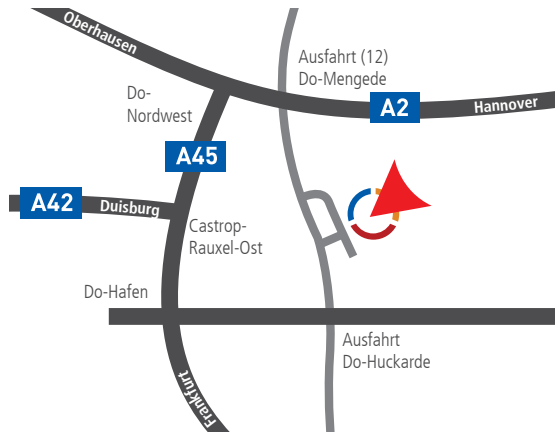 Oberhausen
Ausfahrt (12)
Do-Mengede
Do-
Nordwest
A2
Hannover
A45
A42
Duisburg
Castrop-
Rauxel-Ost
Do-Hafen
Ausfahrt
Do-Huckarde
Frankfurt